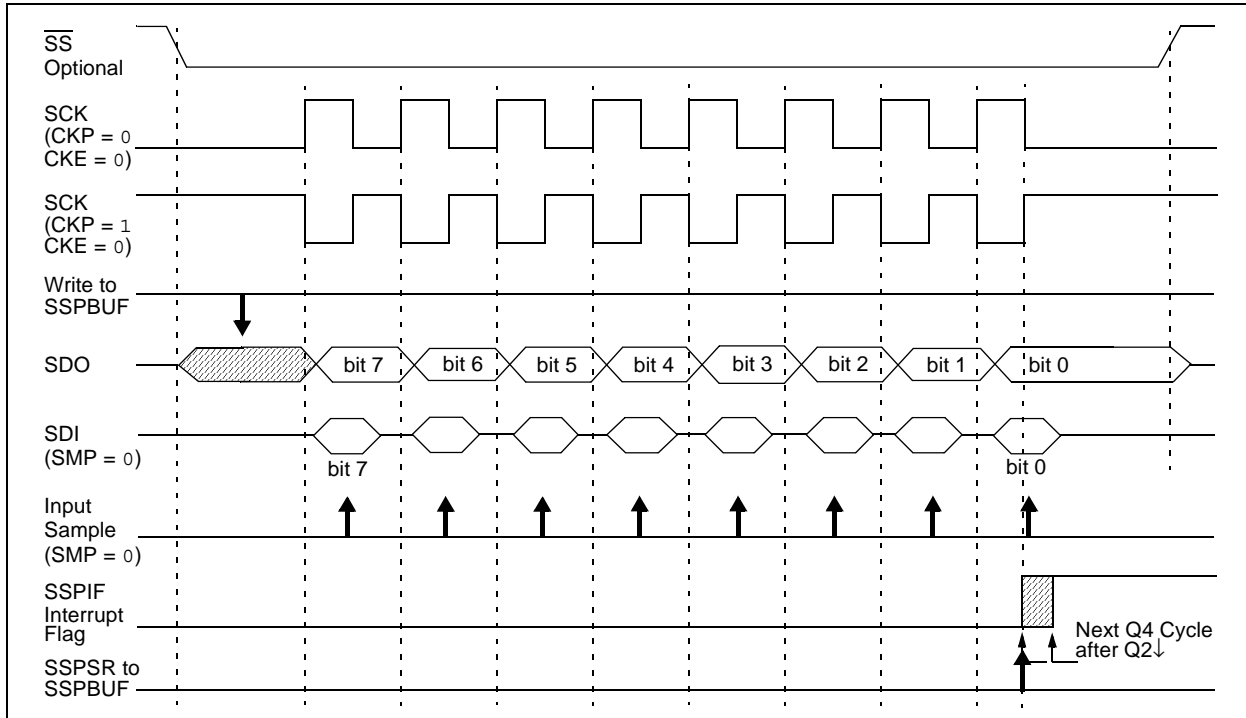 SS
Optional
SCK
(CKP = 0
CKE = 0)
SCK
(CKP = 1
CKE = 0)
Write to
SSPBUF
SDO
bit 7
bit 6
bit 5
bit 4
bit 3
bit 2
bit 1
bit 0
SDI
(SMP = 0)
bit 7
bit 0
Input
Sample
(SMP = 0)
SSPIF
Interrupt
Flag
Next Q4 Cycle
after Q2↓
SSPSR to
SSPBUF